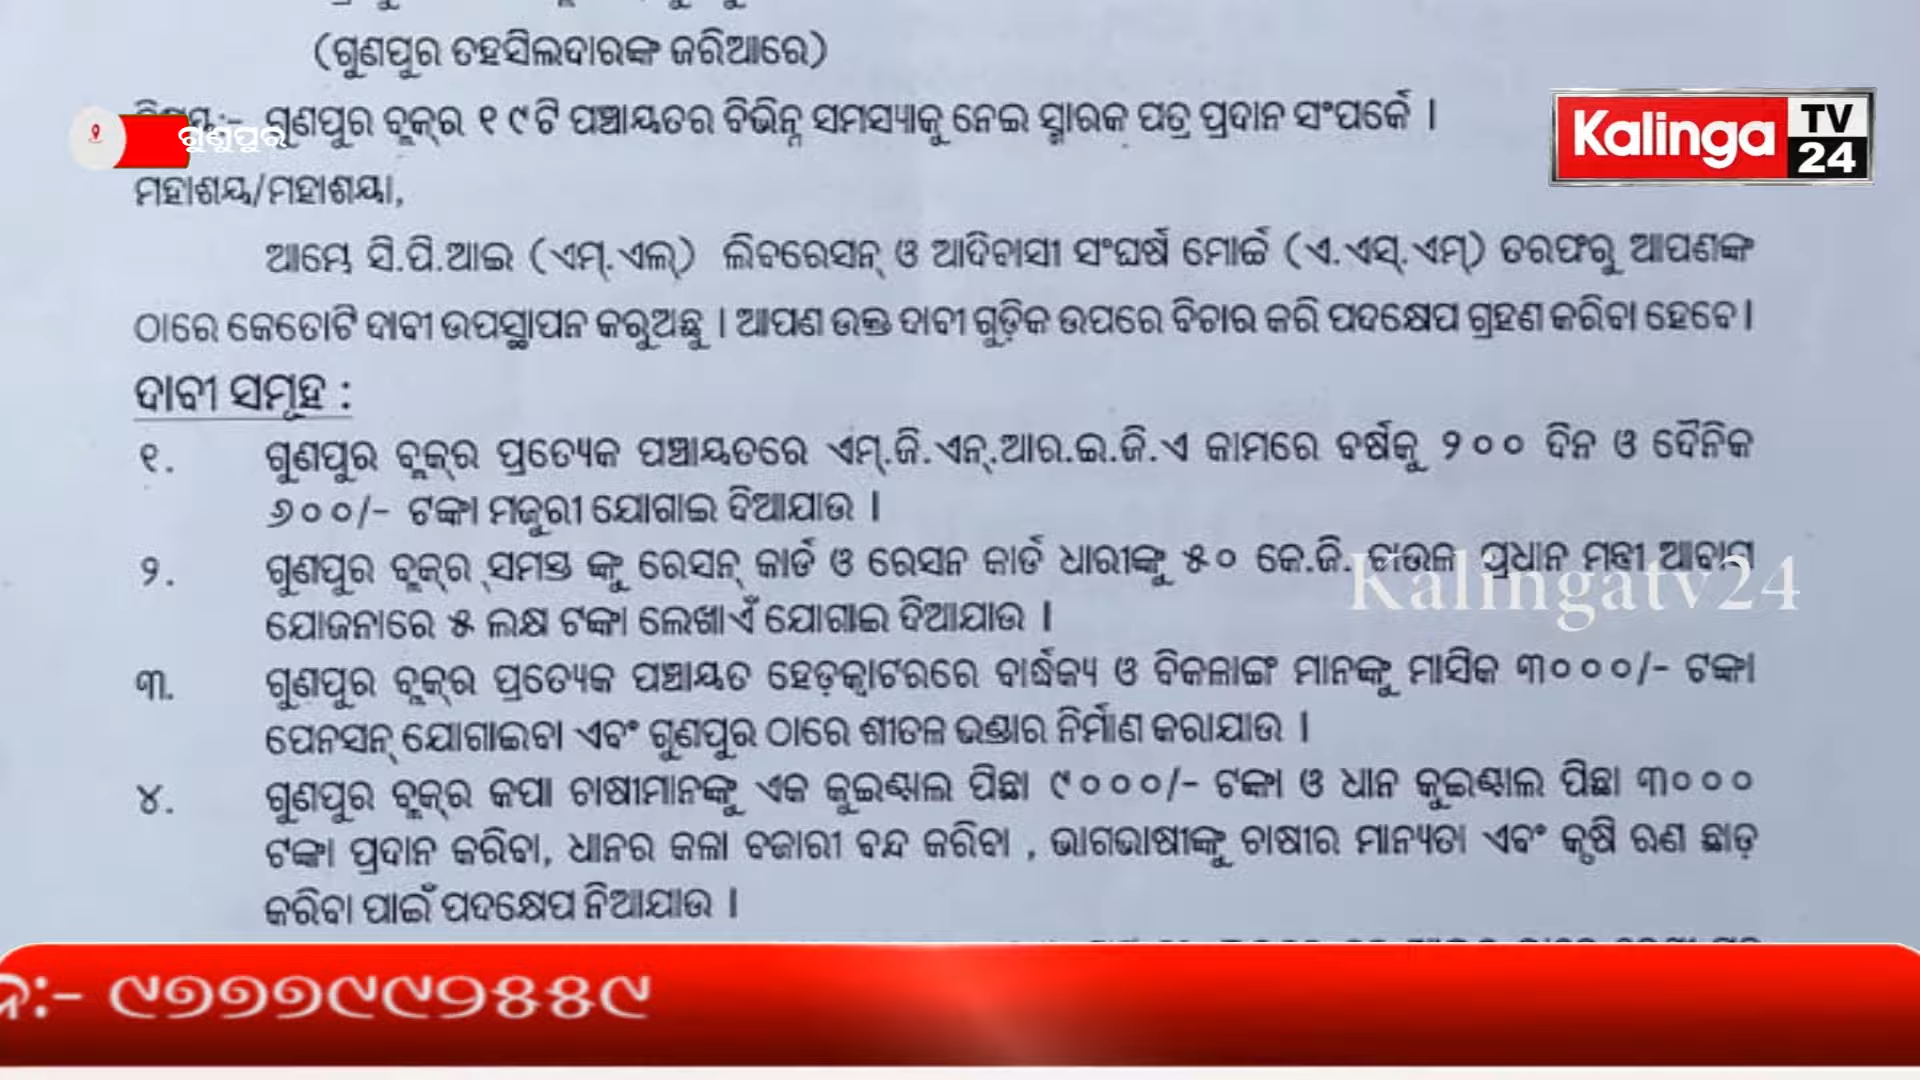 (ଗୁଣପୁର ତହସିଲଦାରଙ୍କ ଜରିଆରେ)
ଗୁଣପୁର ବ୍ଲକ୍‌ର ୧୯ଟି ପଞ୍ଚାୟତର ବିଭିନ୍ନ ସମସ୍ୟାକୁ ନେଇ ସ୍ମାରକ ପତ୍ର ପ୍ରଦାନ ସଂପର୍କେ ।
ଗୁଣୁପୁର
Kalinga TV 24
ମହାଶୟ/ମହାଶୟା,
ଆମ୍ଭେ ସି.ପି.ଆଇ (ଏମ୍.ଏଲ୍) ଲିବରେସନ୍ ଓ ଆଦିବାସୀ ସଂଘର୍ଷ ମୋର୍ଚ୍ଚ (ଏ.ଏସ୍.ଏମ୍) ତରଫରୁ ଆପଣଙ୍କ
ଠାରେ କେତୋଟି ଦାବୀ ଉପସ୍ଥାପନ କରୁଅଛୁ । ଆପଣ ଉକ୍ତ ଦାବୀ ଗୁଡ଼ିକ ଉପରେ ବିଚାର କରି ପଦକ୍ଷେପ ଗ୍ରହଣ କରିବା ହେବେ ।
ଦାବୀ ସମୂହ :
୧. ଗୁଣପୁର ବ୍ଲକ୍‌ର ପ୍ରତ୍ୟେକ ପଞ୍ଚାୟତରେ ଏମ୍.ଜି.ଏନ୍.ଆର.ଇ.ଜି.ଏ କାମରେ ବର୍ଷକୁ ୨୦୦ ଦିନ ଓ ଦୈନିକ
୬୦୦/- ଟଙ୍କା ମଜୁରୀ ଯୋଗାଇ ଦିଆଯାଉ ।
୨. ଗୁଣପୁର ବ୍ଲକ୍‌ର ସମସ୍ତ ଙ୍କୁ ରେସନ୍ କାର୍ଡ ଓ ରେସନ କାର୍ଡ ଧାରୀଙ୍କୁ ୫୦ କେ.ଜି. ଚାଉଳ ପ୍ରଧାନ ମନ୍ତ୍ରୀ ଆବାସ
Kalingatv24
ଯୋଜନାରେ ୫ ଲକ୍ଷ ଟଙ୍କା ଲେଖାଏଁ ଯୋଗାଇ ଦିଆଯାଉ ।
୩. ଗୁଣପୁର ବ୍ଲକ୍‌ର ପ୍ରତ୍ୟେକ ପଞ୍ଚାୟତ ହେଡ଼କ୍ୱାଟରରେ ବାର୍ଦ୍ଧକ୍ୟ ଓ ବିକଳାଙ୍ଗ ମାନଙ୍କୁ ମାସିକ ୩୦୦୦/- ଟଙ୍କା
ପେନସନ୍ ଯୋଗାଇବା ଏବଂ ଗୁଣପୁର ଠାରେ ଶୀତଳ ଭଣ୍ଡାର ନିର୍ମାଣ କରାଯାଉ ।
୪. ଗୁଣପୁର ବ୍ଲକ୍‌ର କପା ଚାଷୀମାନଙ୍କୁ ଏକ କୁଇଣ୍ଟାଲ ପିଛା ୯୦୦୦/- ଟଙ୍କା ଓ ଧାନ କୁଇଣ୍ଟାଲ ପିଛା ୩୦୦୦
ଟଙ୍କା ପ୍ରଦାନ କରିବା, ଧାନର କଳା ବଜାରୀ ବନ୍ଦ କରିବା , ଭାଗଭାଷୀଙ୍କୁ ଚାଷୀର ମାନ୍ୟତା ଏବଂ କୃଷି ଋଣ ଛାଡ଼
କରିବା ପାଇଁ ପଦକ୍ଷେପ ନିଆଯାଉ ।
ନ:- ୯୭୭୭୯୯୨୫୫୯